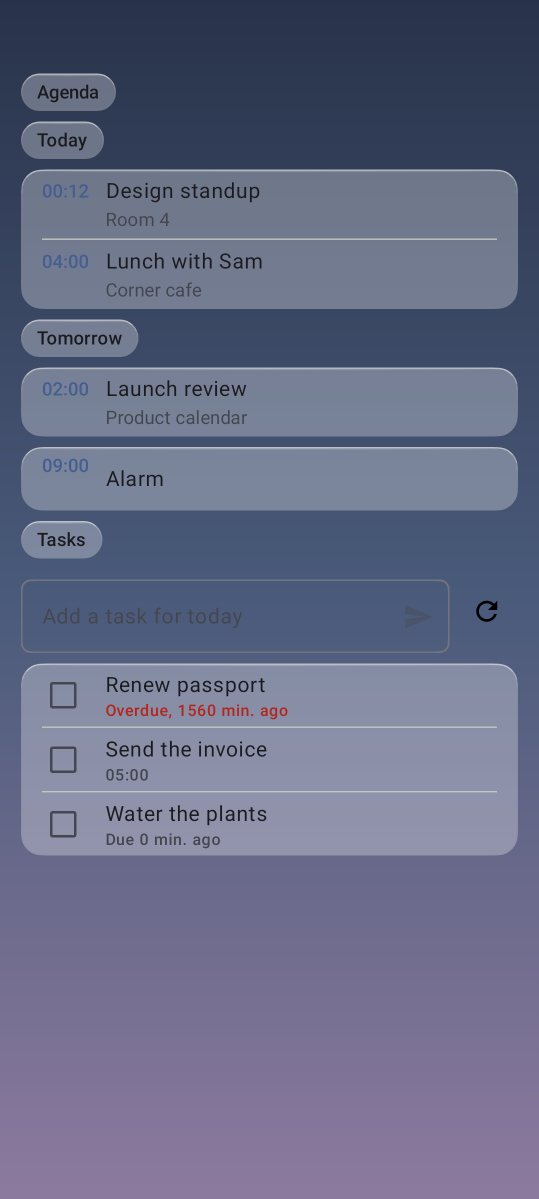 Agenda
Today
00:12 Design standup
Room 4
04:00 Lunch with Sam
Corner cafe
Tomorrow
02:00 Launch review
Product calendar
09:00 Alarm
Tasks
Add a task for today
Renew passport
Overdue, 1560 min. ago
Send the invoice
05:00
Water the plants
Due 0 min. ago